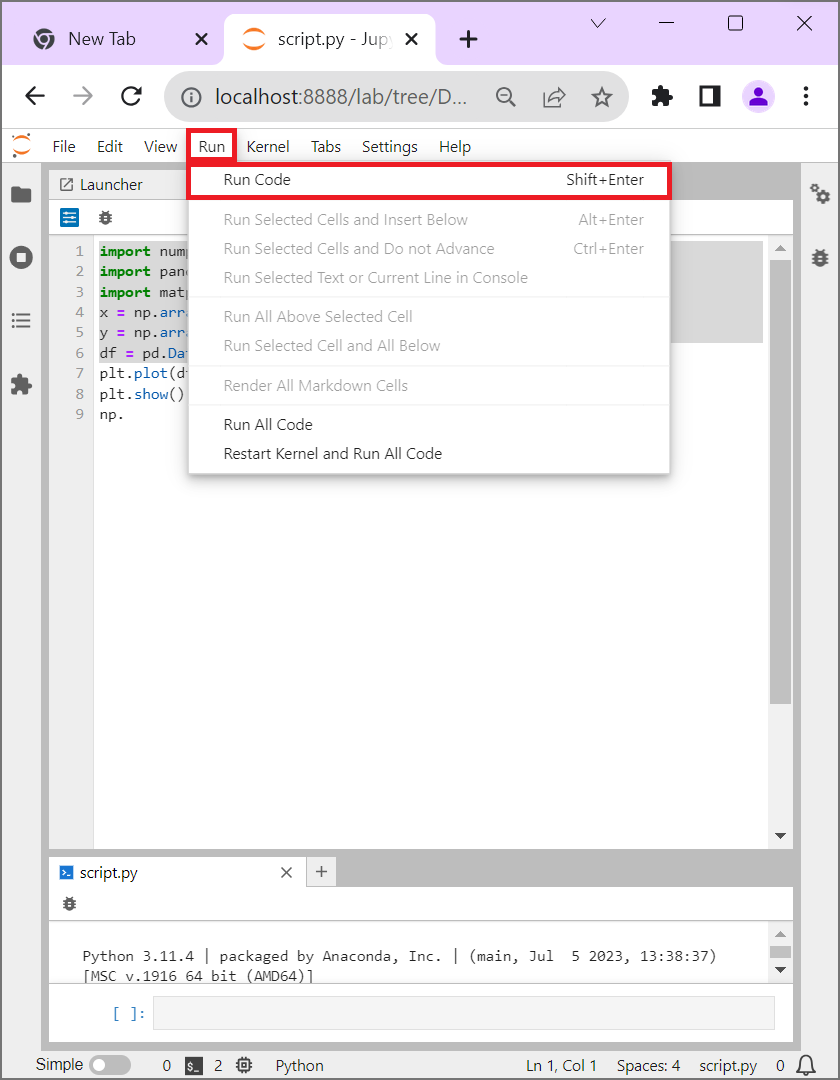 New Tab
script.py - Jupy
localhost:8888/lab/tree/D...
File Edit View Run Kernel Tabs Settings Help
Launcher
Run Code Shift+Enter
Run Selected Cells and Insert Below Alt+Enter
Run Selected Cells and Do not Advance Ctrl+Enter
Run Selected Text or Current Line in Console
Run All Above Selected Cell
Run Selected Cell and All Below
Render All Markdown Cells
Run All Code
Restart Kernel and Run All Code
1 import num
2 import pan
3 import mat
4 x = np.arr
5 y = np.arr
6 df = pd.Da
7 plt.plot(d
8 plt.show()
9 np.
script.py
Python 3.11.4 | packaged by Anaconda, Inc. | (main, Jul 5 2023, 13:38:37)
[MSC v.1916 64 bit (AMD64)]
[ ]:
Simple 0 $_ 2 Python Ln 1, Col 1 Spaces: 4 script.py 0